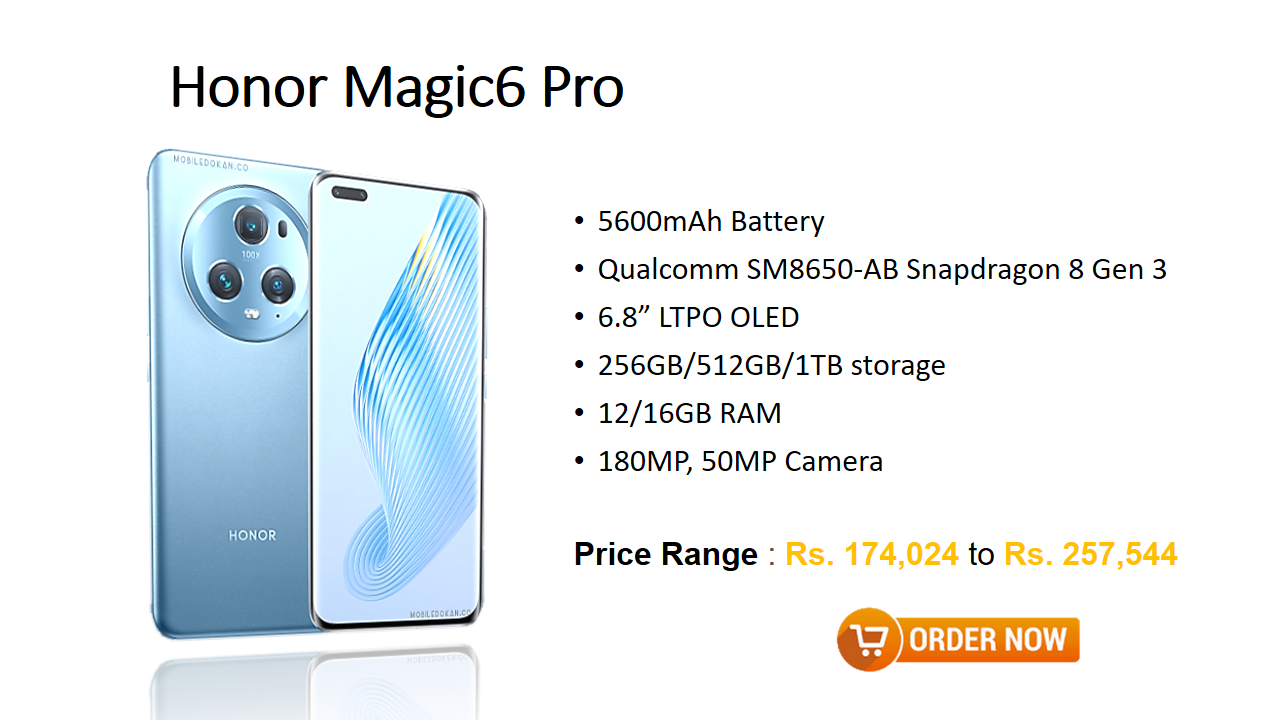 Honor Magic6 Pro
MOBILEDOKAN.CO
100X
HONOR
MOBILEDOKAN.CO
• 5600mAh Battery
• Qualcomm SM8650-AB Snapdragon 8 Gen 3
• 6.8” LTPO OLED
• 256GB/512GB/1TB storage
• 12/16GB RAM
• 180MP, 50MP Camera
Price Range : Rs. 174,024 to Rs. 257,544
ORDER NOW